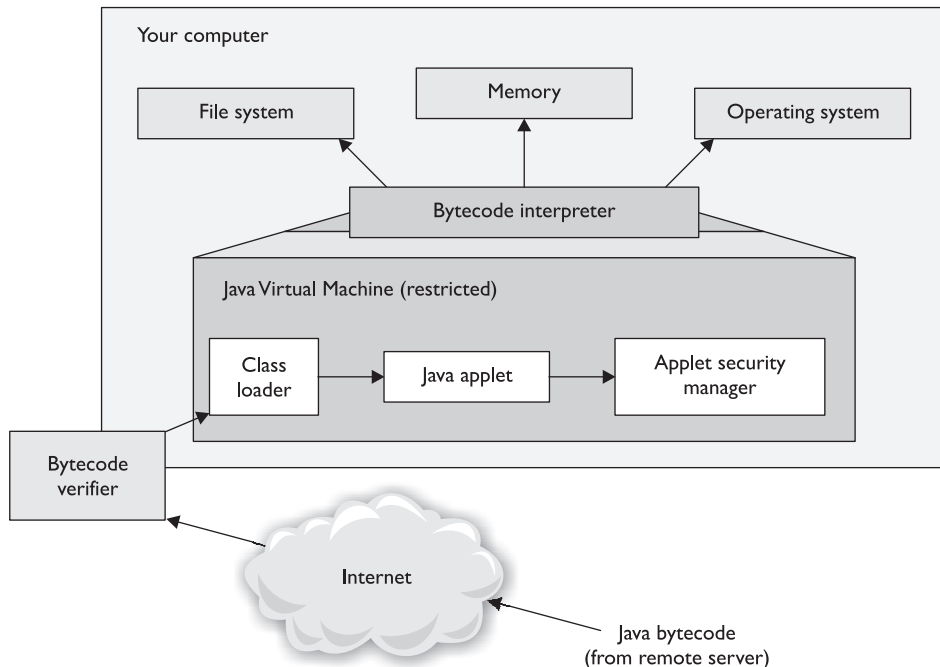 Your computer
Memory
File system
Operating system
Bytecode interpreter
Java Virtual Machine (restricted)
Class
loader
Java applet
Applet security
manager
Bytecode
verifier
Internet
Java bytecode
(from remote server)